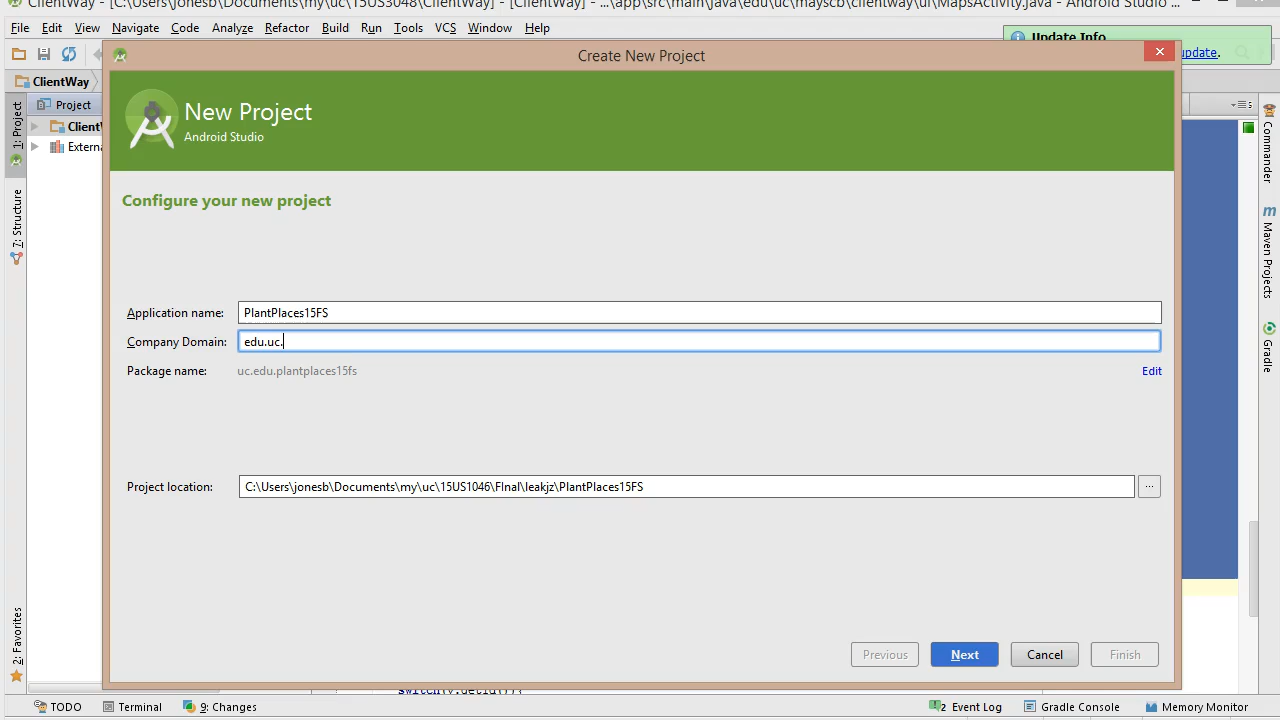 ClientWay - [C:\Users\jonesb\Documents\my\uc\15US3048\ClientWay] - [ClientWay] - ...\app\src\main\java\edu\uc\mayscb\clientway\ui\MapsActivity.java - Android Studio ...
File Edit View Navigate Code Analyze Refactor Build Run Tools VCS Window Help
Update Info
update.
Create New Project
ClientWay
New Project
Android Studio
Project
1: Project
7: Structure
2: Favorites
Extern
Commander
Maven Projects
Gradle
Configure your new project
Application name: PlantPlaces15FS
Company Domain: edu.uc.
Package name: uc.edu.plantplaces15fs Edit
Project location: C:\Users\jonesb\Documents\my\uc\15US1046\FInal\leakjz\PlantPlaces15FS ...
Previous Next Cancel Finish
TODO Terminal 9: Changes 2 Event Log Gradle Console Memory Monitor